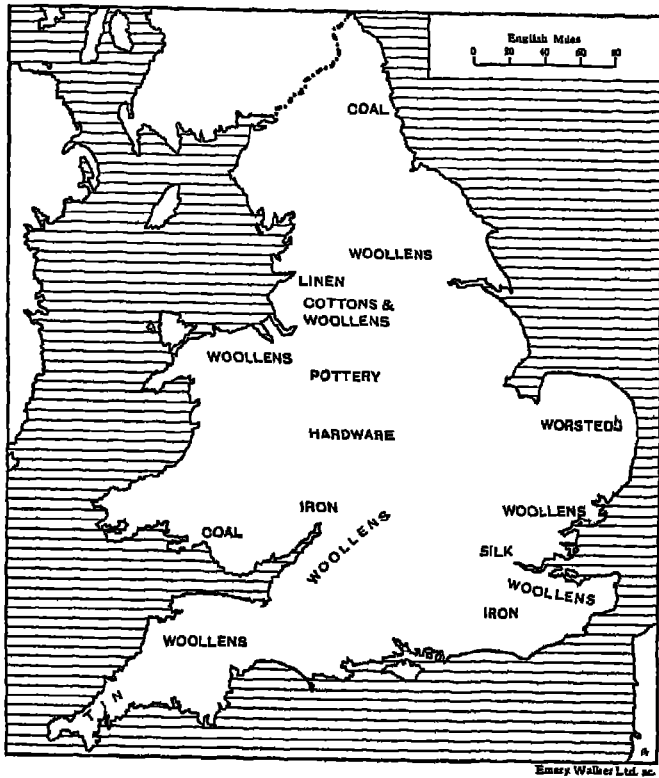 English Miles
0 20 40 60 80
COAL
WOOLLENS
LINEN
COTTONS &
WOOLLENS
WOOLLENS
POTTERY
HARDWARE
WORSTED
IRON
WOOLLENS
COAL
WOOLLENS
SILK
WOOLLENS
IRON
WOOLLENS
TIN
Emery Walker Ltd. sc.